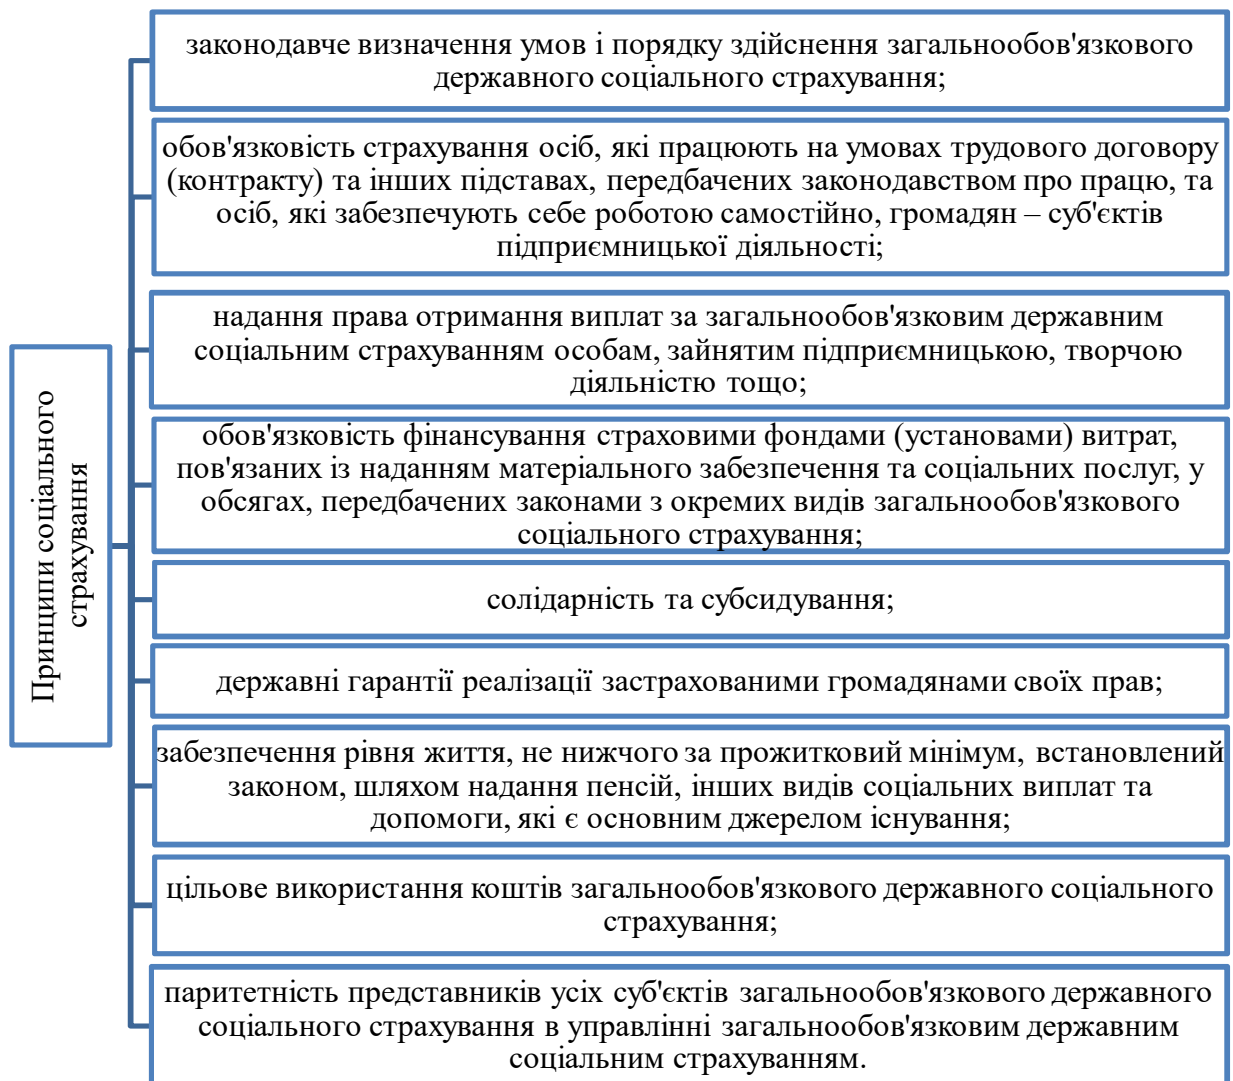 Принципи соціального
страхування
законодавче визначення умов і порядку здійснення загальнообов'язкового
державного соціального страхування;
обов'язковість страхування осіб, які працюють на умовах трудового договору
(контракту) та інших підставах, передбачених законодавством про працю, та
осіб, які забезпечують себе роботою самостійно, громадян – суб'єктів
підприємницької діяльності;
надання права отримання виплат за загальнообов'язковим державним
соціальним страхуванням особам, зайнятим підприємницькою, творчою
діяльністю тощо;
обов'язковість фінансування страховими фондами (установами) витрат,
пов'язаних із наданням матеріального забезпечення та соціальних послуг, у
обсягах, передбачених законами з окремих видів загальнообов'язкового
соціального страхування;
солідарність та субсидування;
державні гарантії реалізації застрахованими громадянами своїх прав;
забезпечення рівня життя, не нижчого за прожитковий мінімум, встановлений
законом, шляхом надання пенсій, інших видів соціальних виплат та
допомоги, які є основним джерелом існування;
цільове використання коштів загальнообов'язкового державного соціального
страхування;
паритетність представників усіх суб'єктів загальнообов'язкового державного
соціального страхування в управлінні загальнообов'язковим державним
соціальним страхуванням.